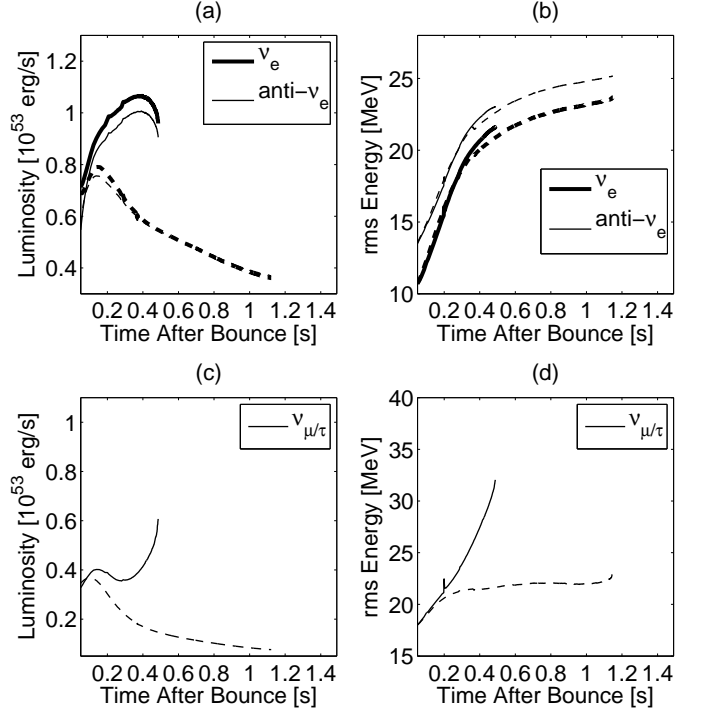 (a)
Luminosity [10^53 erg/s]
1.2
1
0.8
0.6
0.4
0.2 0.4 0.6 0.8 1 1.2 1.4
Time After Bounce [s]
ν_e
anti−ν_e
(b)
rms Energy [MeV]
25
20
15
10
0.2 0.4 0.6 0.8 1 1.2 1.4
Time After Bounce [s]
ν_e
anti−ν_e
(c)
Luminosity [10^53 erg/s]
1
0.8
0.6
0.4
0.2
0.2 0.4 0.6 0.8 1 1.2 1.4
Time After Bounce [s]
ν_μ/τ
(d)
rms Energy [MeV]
40
35
30
25
20
15
0.2 0.4 0.6 0.8 1 1.2 1.4
Time After Bounce [s]
ν_μ/τ